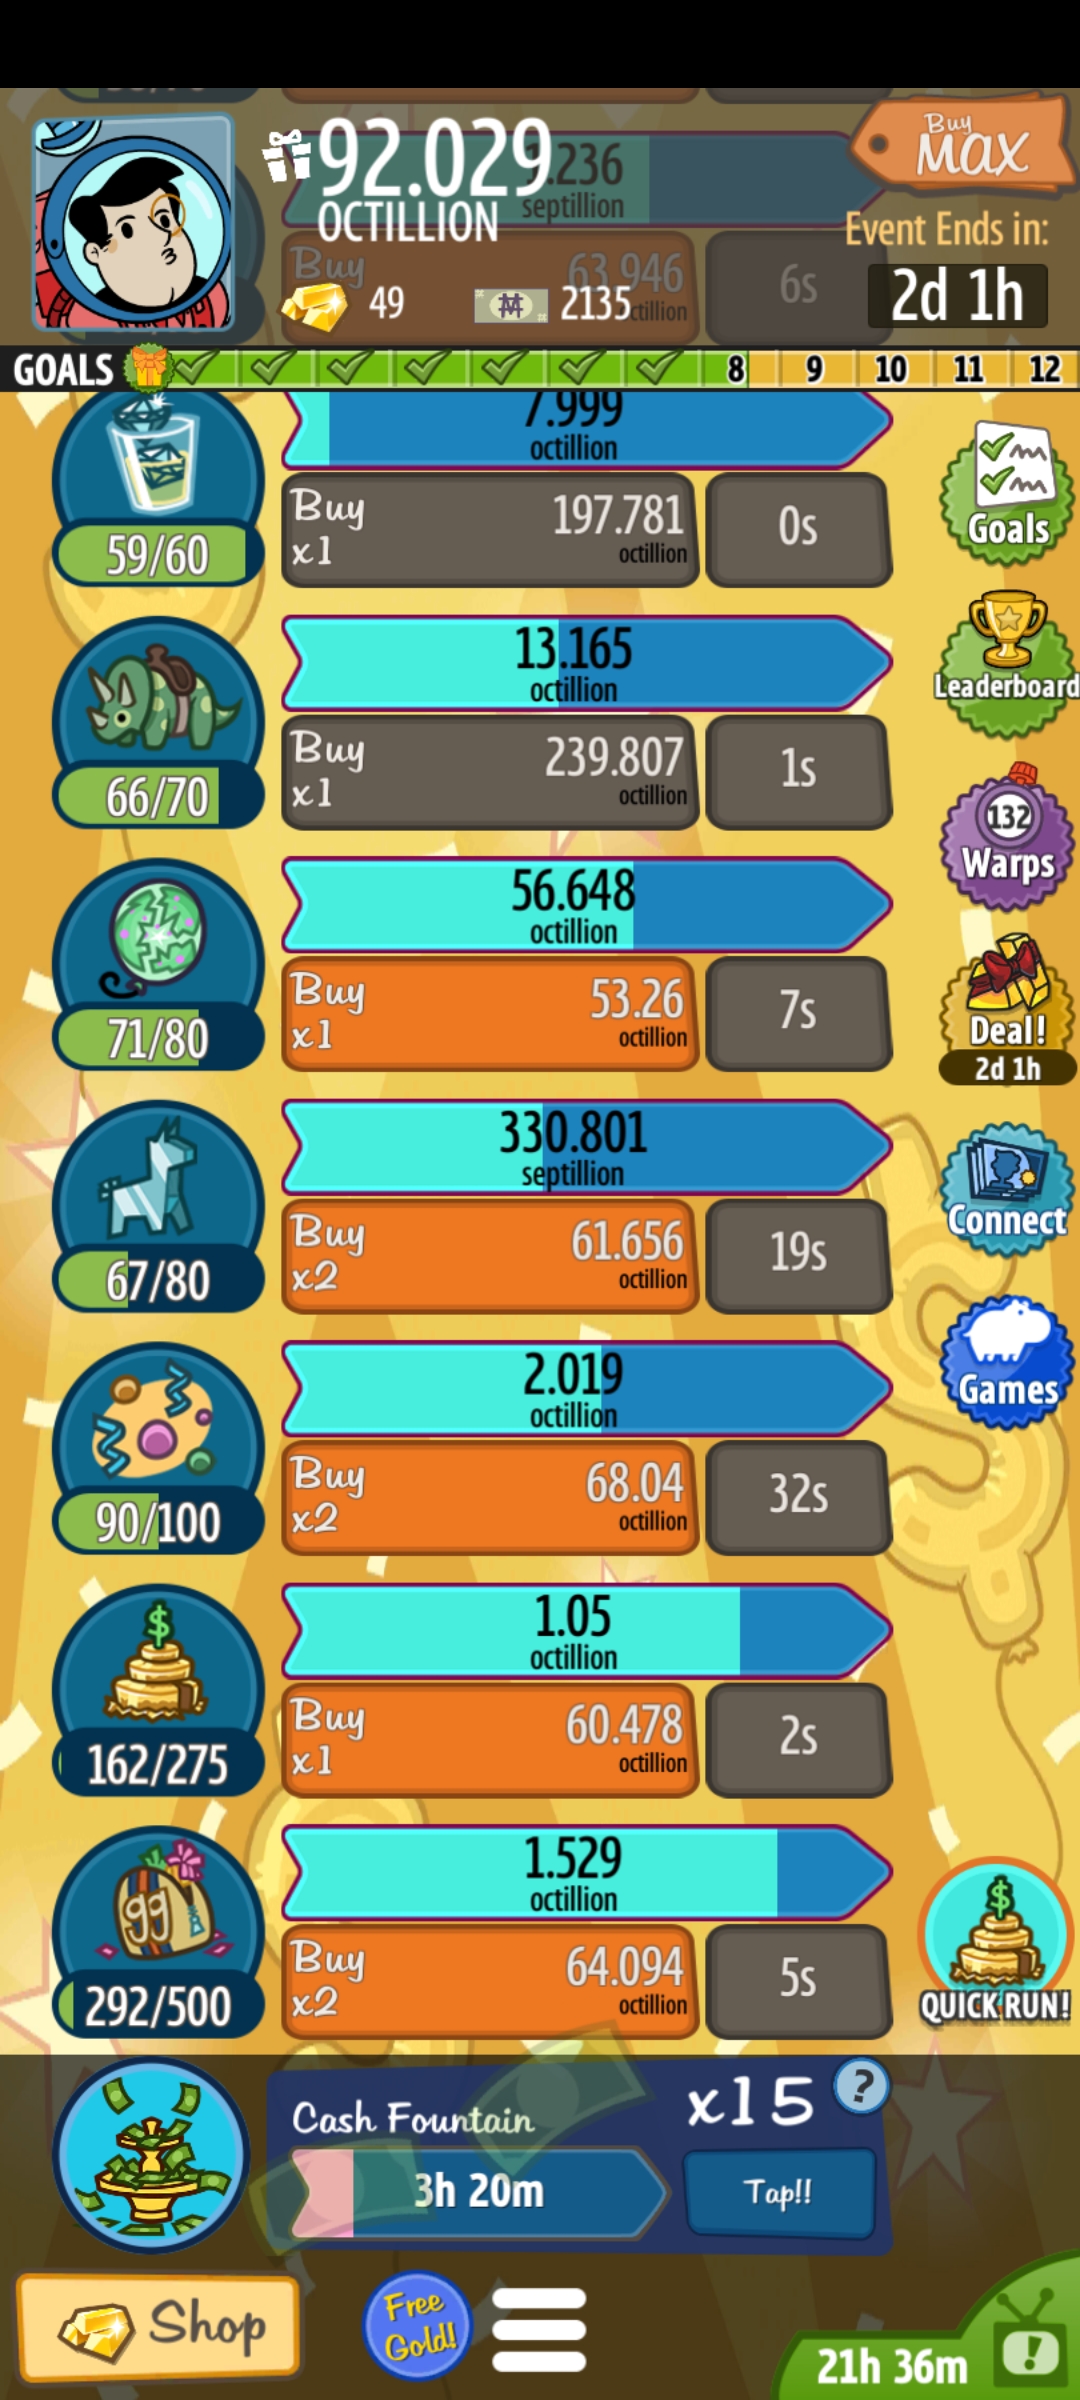 92.029
OCTILLION
.236
septillion
Buy
MAX
Event Ends in:
2d 1h
Buy
63.946
6s
49
2135
GOALS
8 9 10 11 12
7.999
octillion
59/60
Buy
x1
197.781
octillion
0s
Goals
13.165
octillion
66/70
Buy
x1
239.807
octillion
1s
Leaderboard
132
Warps
56.648
octillion
71/80
Buy
x1
53.26
octillion
7s
Deal!
2d 1h
330.801
septillion
67/80
Buy
x2
61.656
octillion
19s
Connect
2.019
octillion
90/100
Buy
x2
68.04
octillion
32s
Games
$
1.05
octillion
162/275
Buy
x1
60.478
octillion
2s
99
1.529
octillion
292/500
Buy
x2
64.094
octillion
5s
$
QUICK RUN!
Cash Fountain
x15
?
3h 20m
Tap!!
Shop
Free
Gold!
21h 36m
!